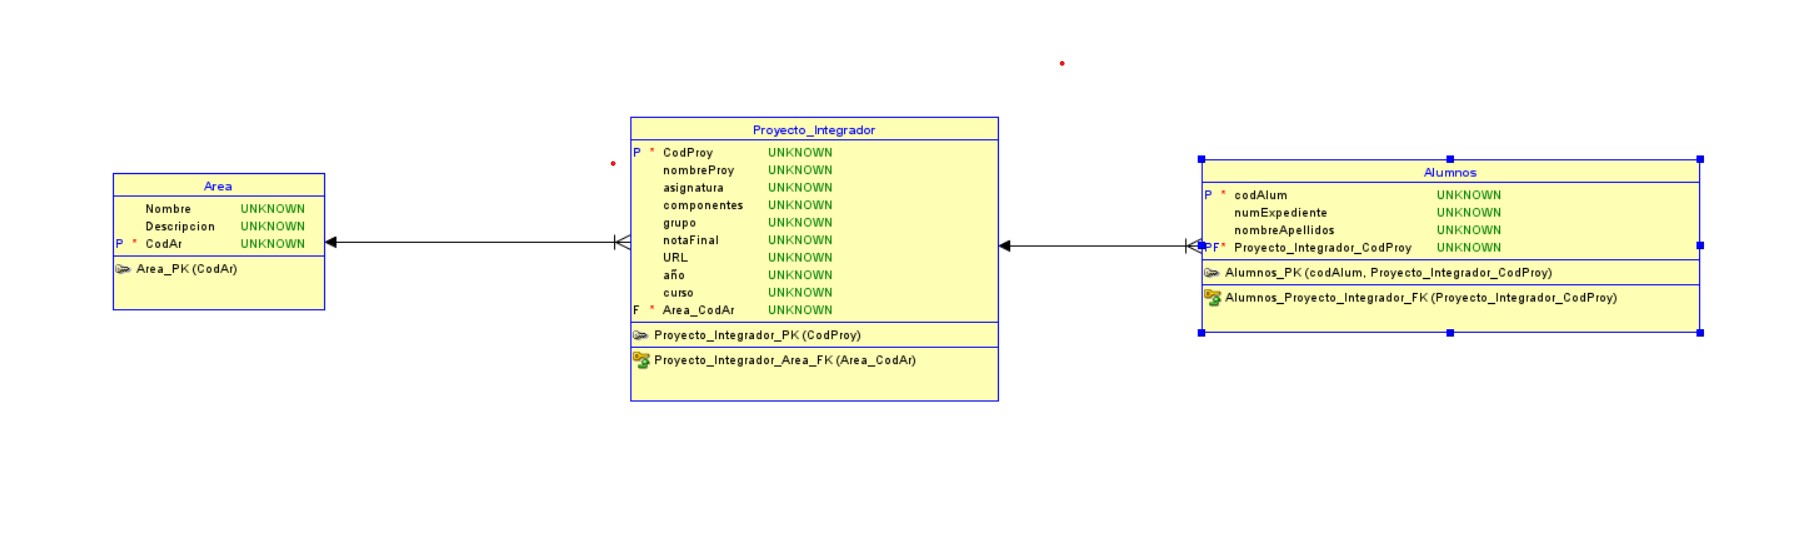 Area
Nombre UNKNOWN
Descripcion UNKNOWN
P * CodAr UNKNOWN
Area_PK (CodAr)
Proyecto_Integrador
P * CodProy UNKNOWN
nombreProy UNKNOWN
asignatura UNKNOWN
componentes UNKNOWN
grupo UNKNOWN
notaFinal UNKNOWN
URL UNKNOWN
año UNKNOWN
curso UNKNOWN
F * Area_CodAr UNKNOWN
Proyecto_Integrador_PK (CodProy)
Proyecto_Integrador_Area_FK (Area_CodAr)
Alumnos
P * codAlum UNKNOWN
numExpediente UNKNOWN
nombreApellidos UNKNOWN
PF* Proyecto_Integrador_CodProy UNKNOWN
Alumnos_PK (codAlum, Proyecto_Integrador_CodProy)
Alumnos_Proyecto_Integrador_FK (Proyecto_Integrador_CodProy)